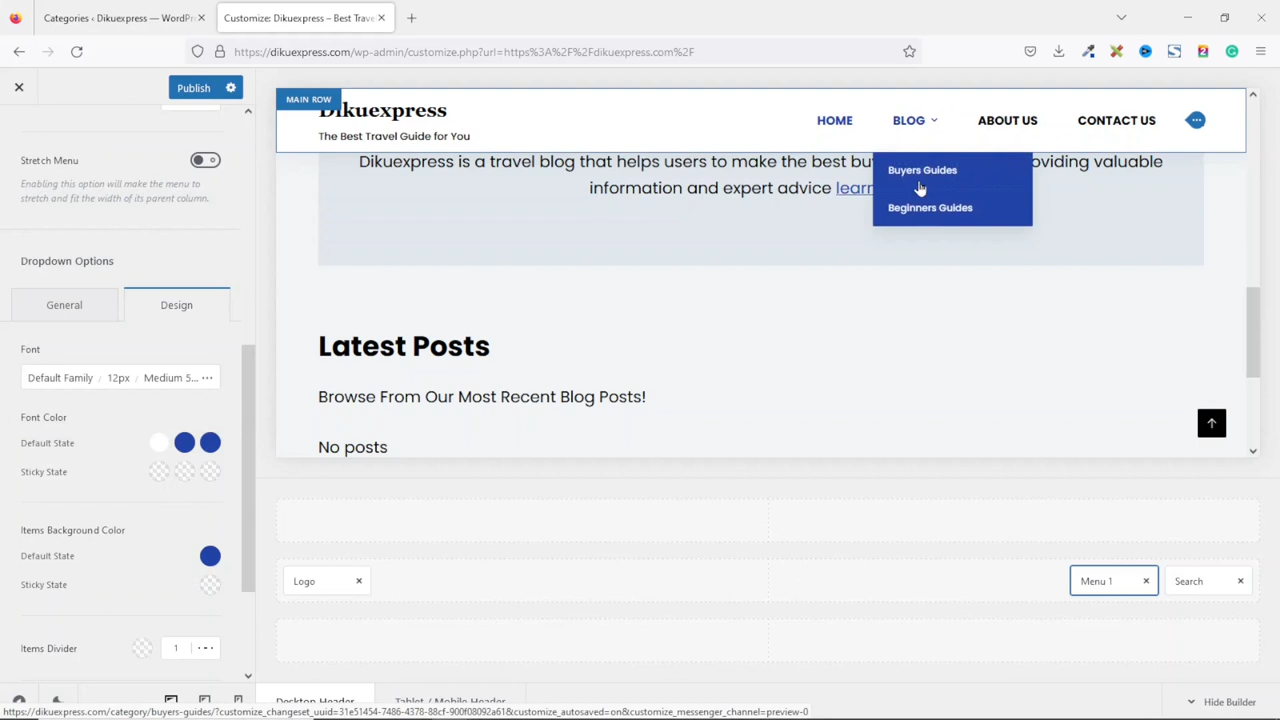 Categories ‹ Dikuexpress — WordPr
Customize: Dikuexpress – Best Trave
https://dikuexpress.com/wp-admin/customize.php?url=https%3A%2F%2Fdikuexpress.com%2F
Publish
MAIN ROW
Dikuexpress
The Best Travel Guide for You
HOME
BLOG
ABOUT US
CONTACT US
Dikuexpress is a travel blog that helps users to make the best buy
oviding valuable
information and expert advice learn
Buyers Guides
Beginners Guides
Stretch Menu
Enabling this option will make the menu to
stretch and fit the width of its parent column.
Dropdown Options
General
Design
Font
Default Family / 12px / Medium 5...
Font Color
Default State
Sticky State
Items Background Color
Default State
Sticky State
Items Divider
1
Latest Posts
Browse From Our Most Recent Blog Posts!
No posts
Logo
Menu 1
Search
Desktop Header
Tablet / Mobile Header
Hide Builder
https://dikuexpress.com/category/buyers-guides/?customize_changeset_uuid=31e51454-7486-4378-88cf-900f08092a61&customize_autosaved=on&customize_messenger_channel=preview-0